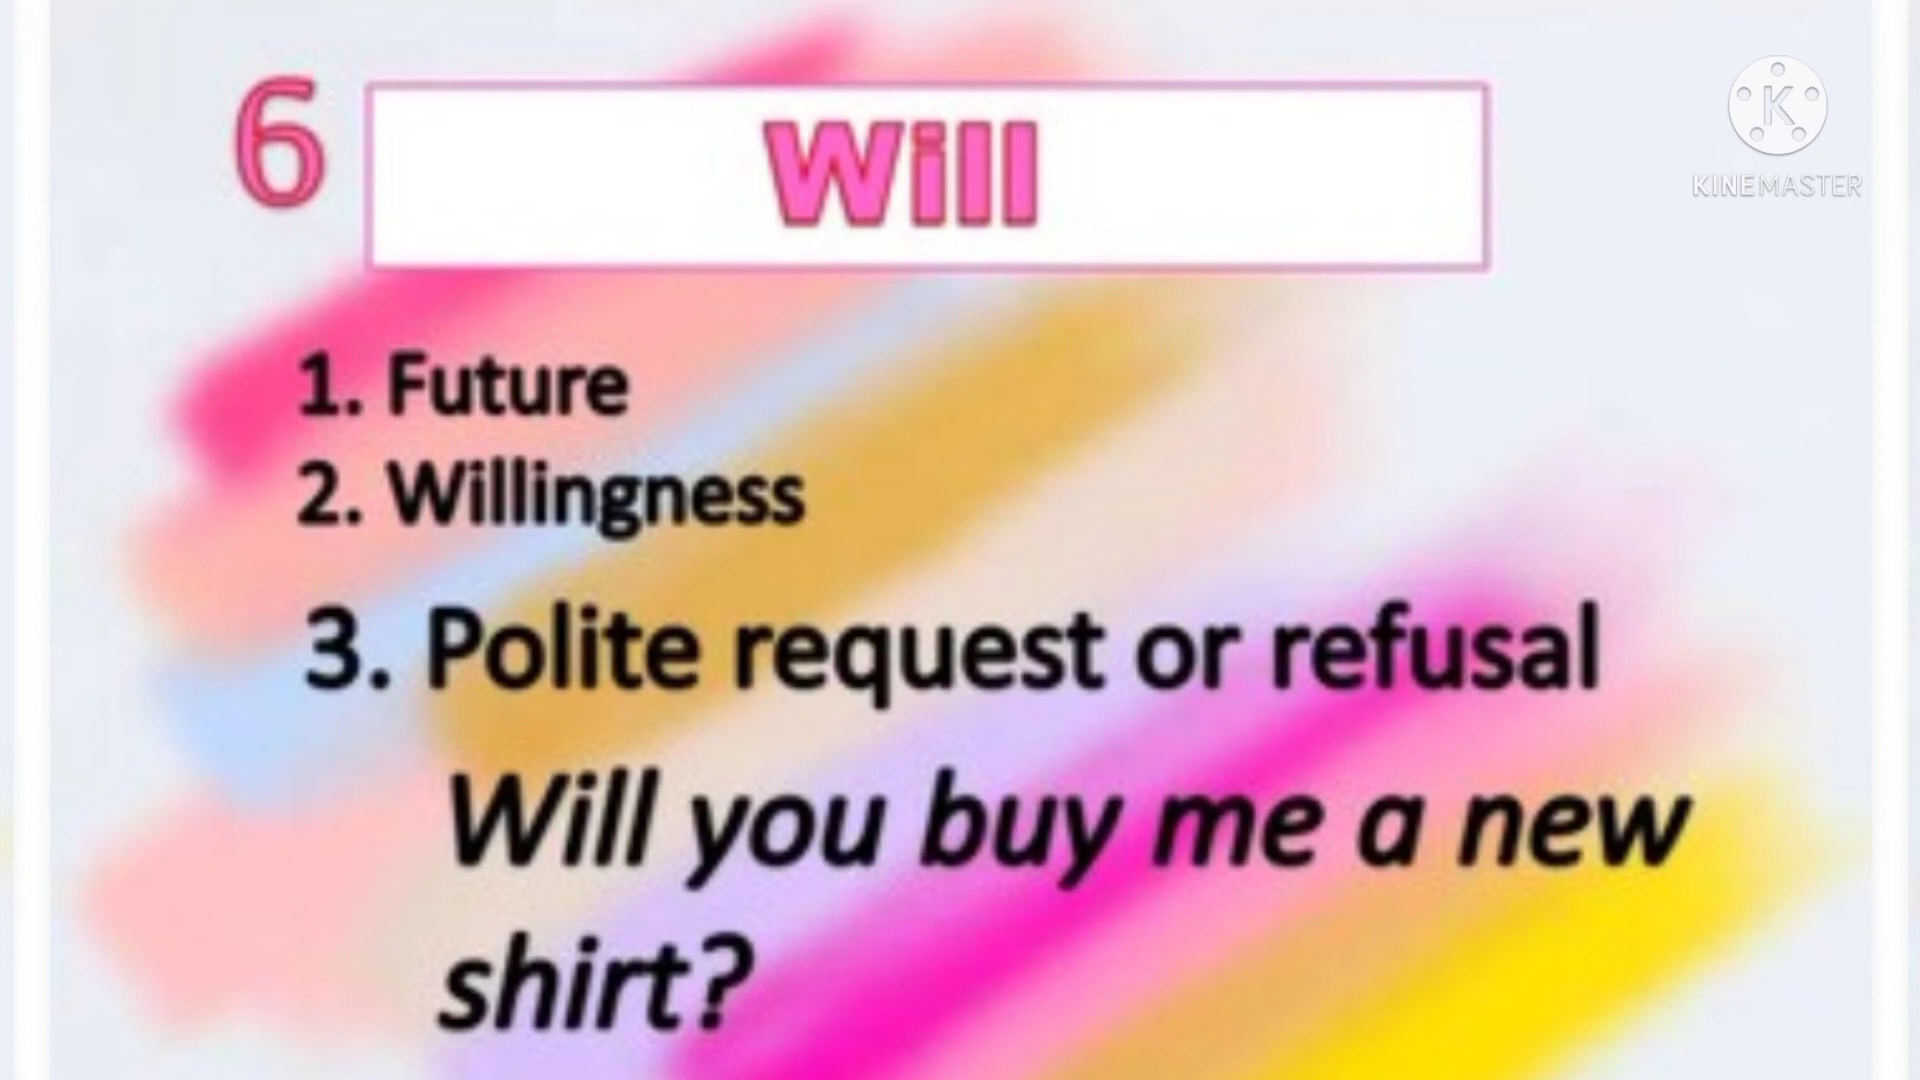 6 Will
KINEMASTER
1. Future
2. Willingness
3. Polite request or refusal
Will you buy me a new
shirt?